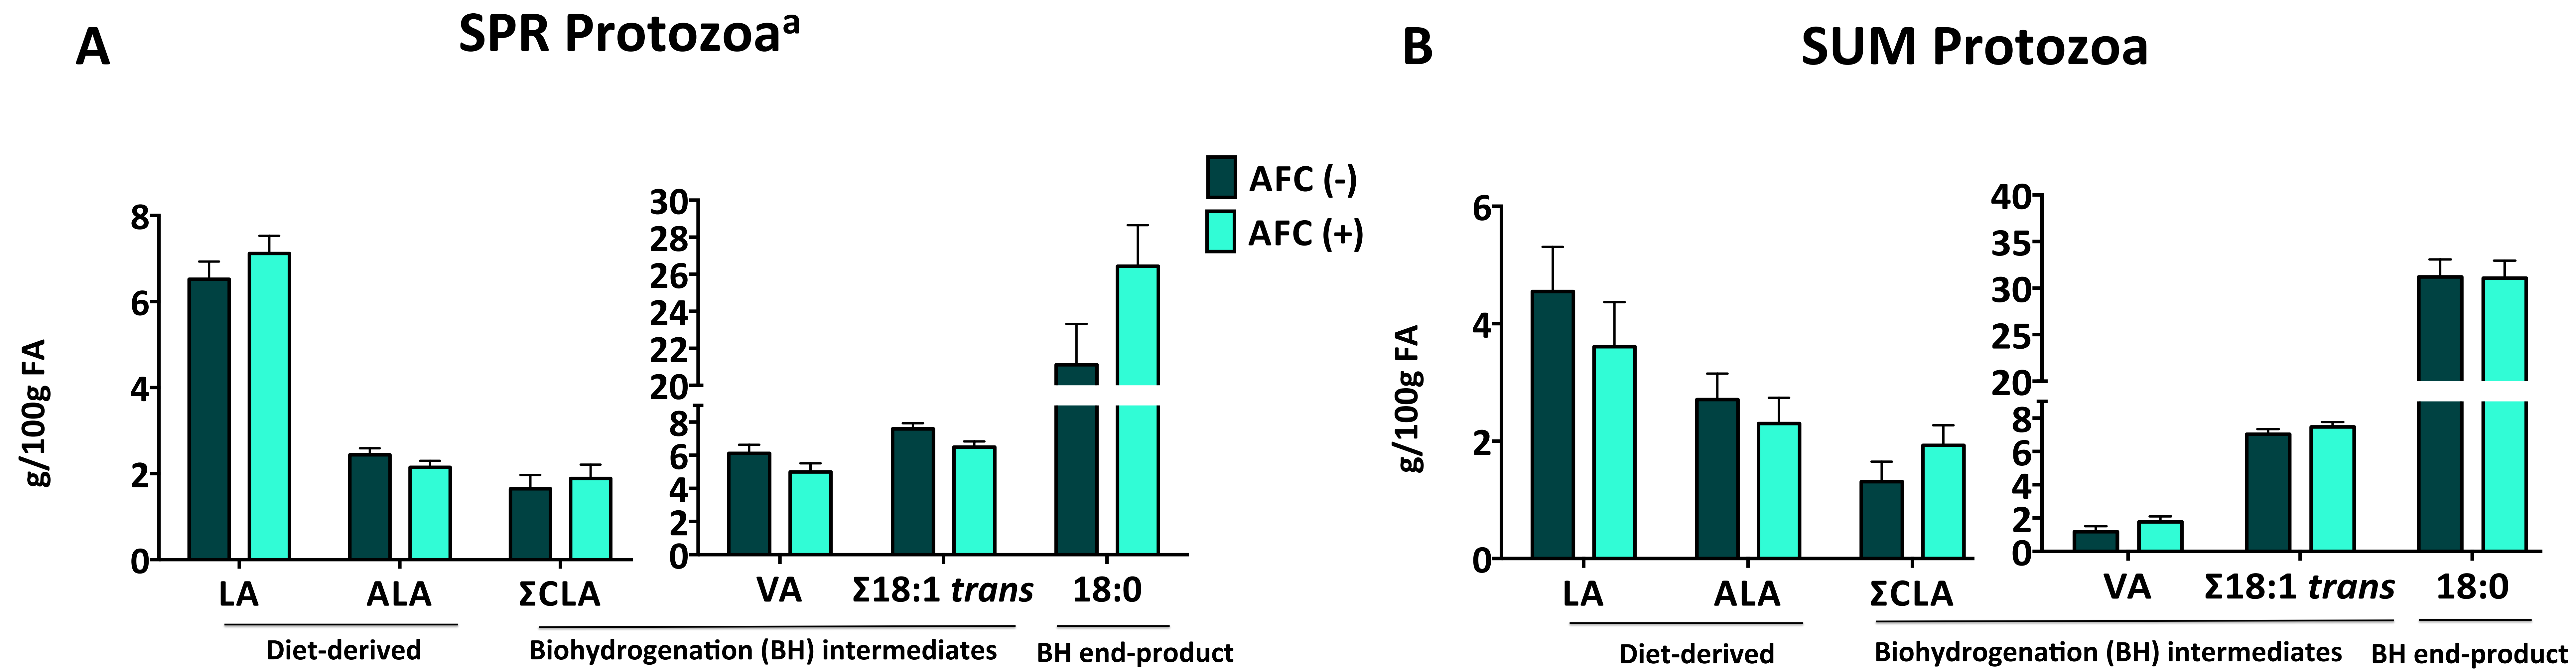 A
SPR Protozoaᵃ
g/100g FA
8
6
4
2
0
LA
ALA
ΣCLA
30
28
26
24
22
20
8
6
4
2
0
VA
Σ18:1 trans
18:0
Diet-derived
Biohydrogenation (BH) intermediates
BH end-product
AFC (-)
AFC (+)
B
SUM Protozoa
g/100g FA
6
4
2
0
LA
ALA
ΣCLA
40
35
30
25
20
8
6
4
2
0
VA
Σ18:1 trans
18:0
Diet-derived
Biohydrogenation (BH) intermediates
BH end-product